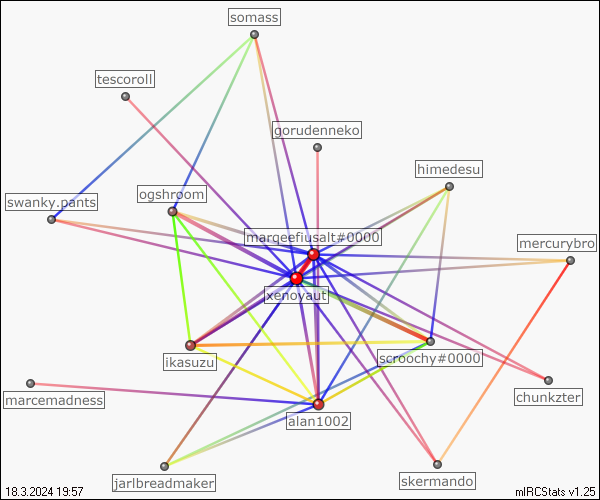 somass
tescoroll
gorudenneko
himedesu
ogshroom
swanky.pants
margeefiusalt#0000
mercurybro
xenoyaut
ikasuzu
scroochy#0000
marcemadness
chunkzter
alan1002
jarlbreadmaker
skermando
18.3.2024 19:57
mIRCStats v1.25